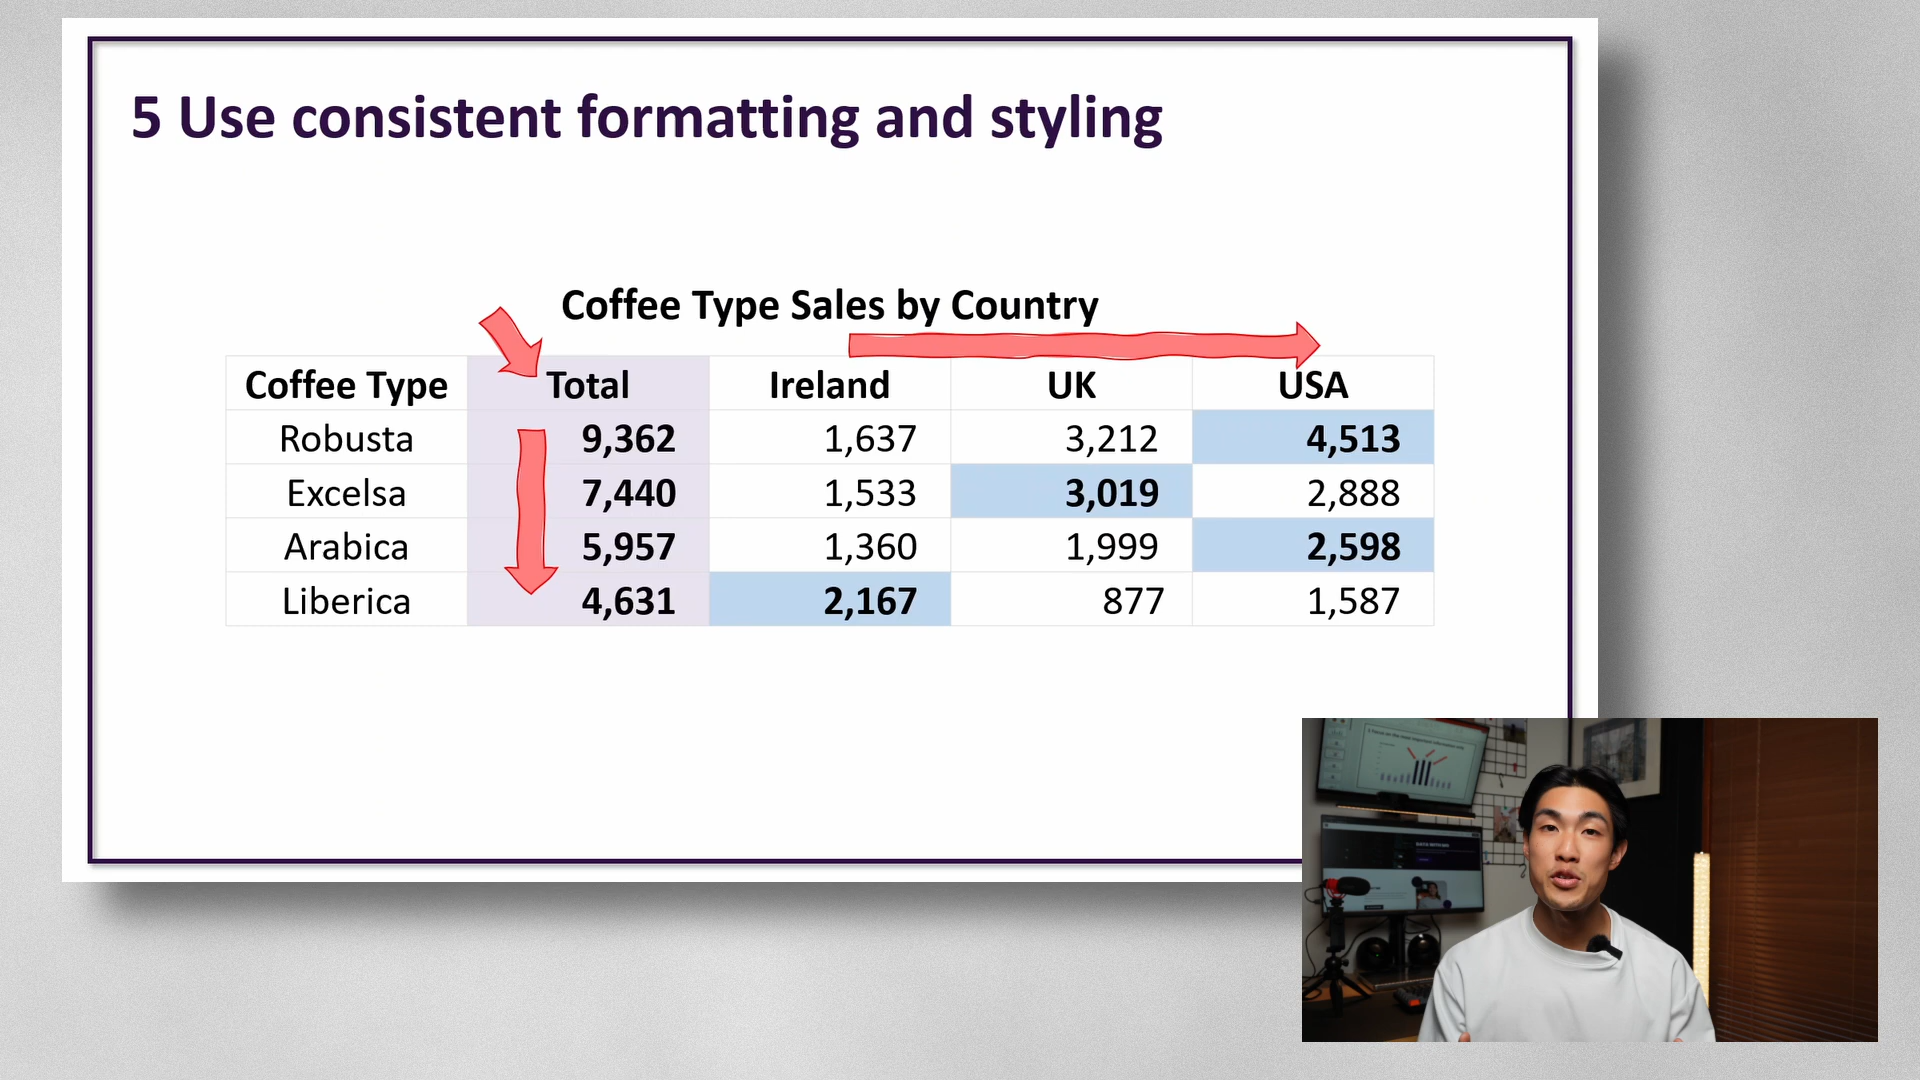 5 Use consistent formatting and styling
Coffee Type Sales by Country
Coffee Type Total Ireland UK USA
Robusta 9,362 1,637 3,212 4,513
Excelsa 7,440 1,533 3,019 2,888
Arabica 5,957 1,360 1,999 2,598
Liberica 4,631 2,167 877 1,587